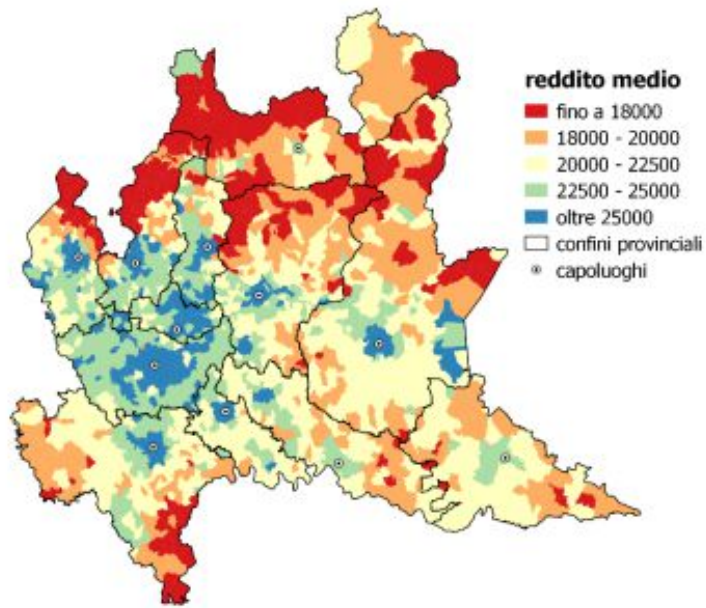 reddito medio
fino a 18000
18000 - 20000
20000 - 22500
22500 - 25000
oltre 25000
confini provinciali
capoluoghi